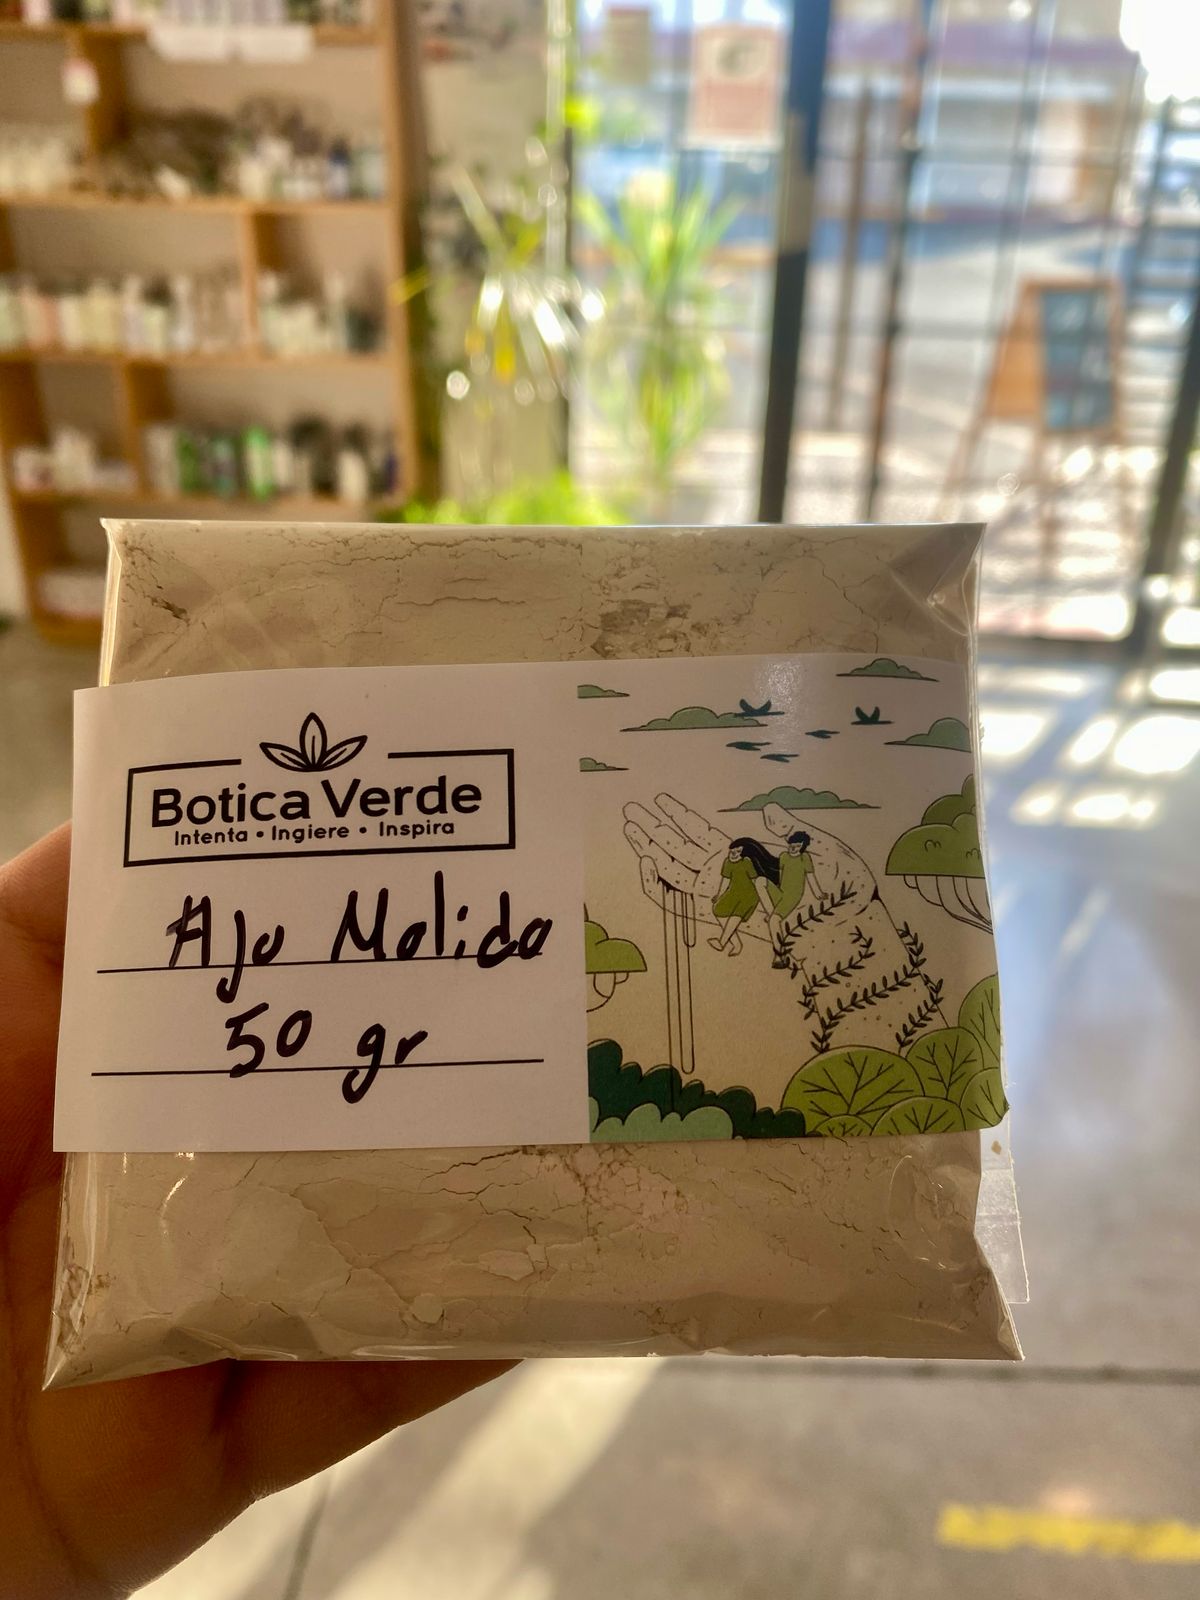 Botica Verde
Intenta • Ingiere • Inspira
Ajo Molido
50 gr